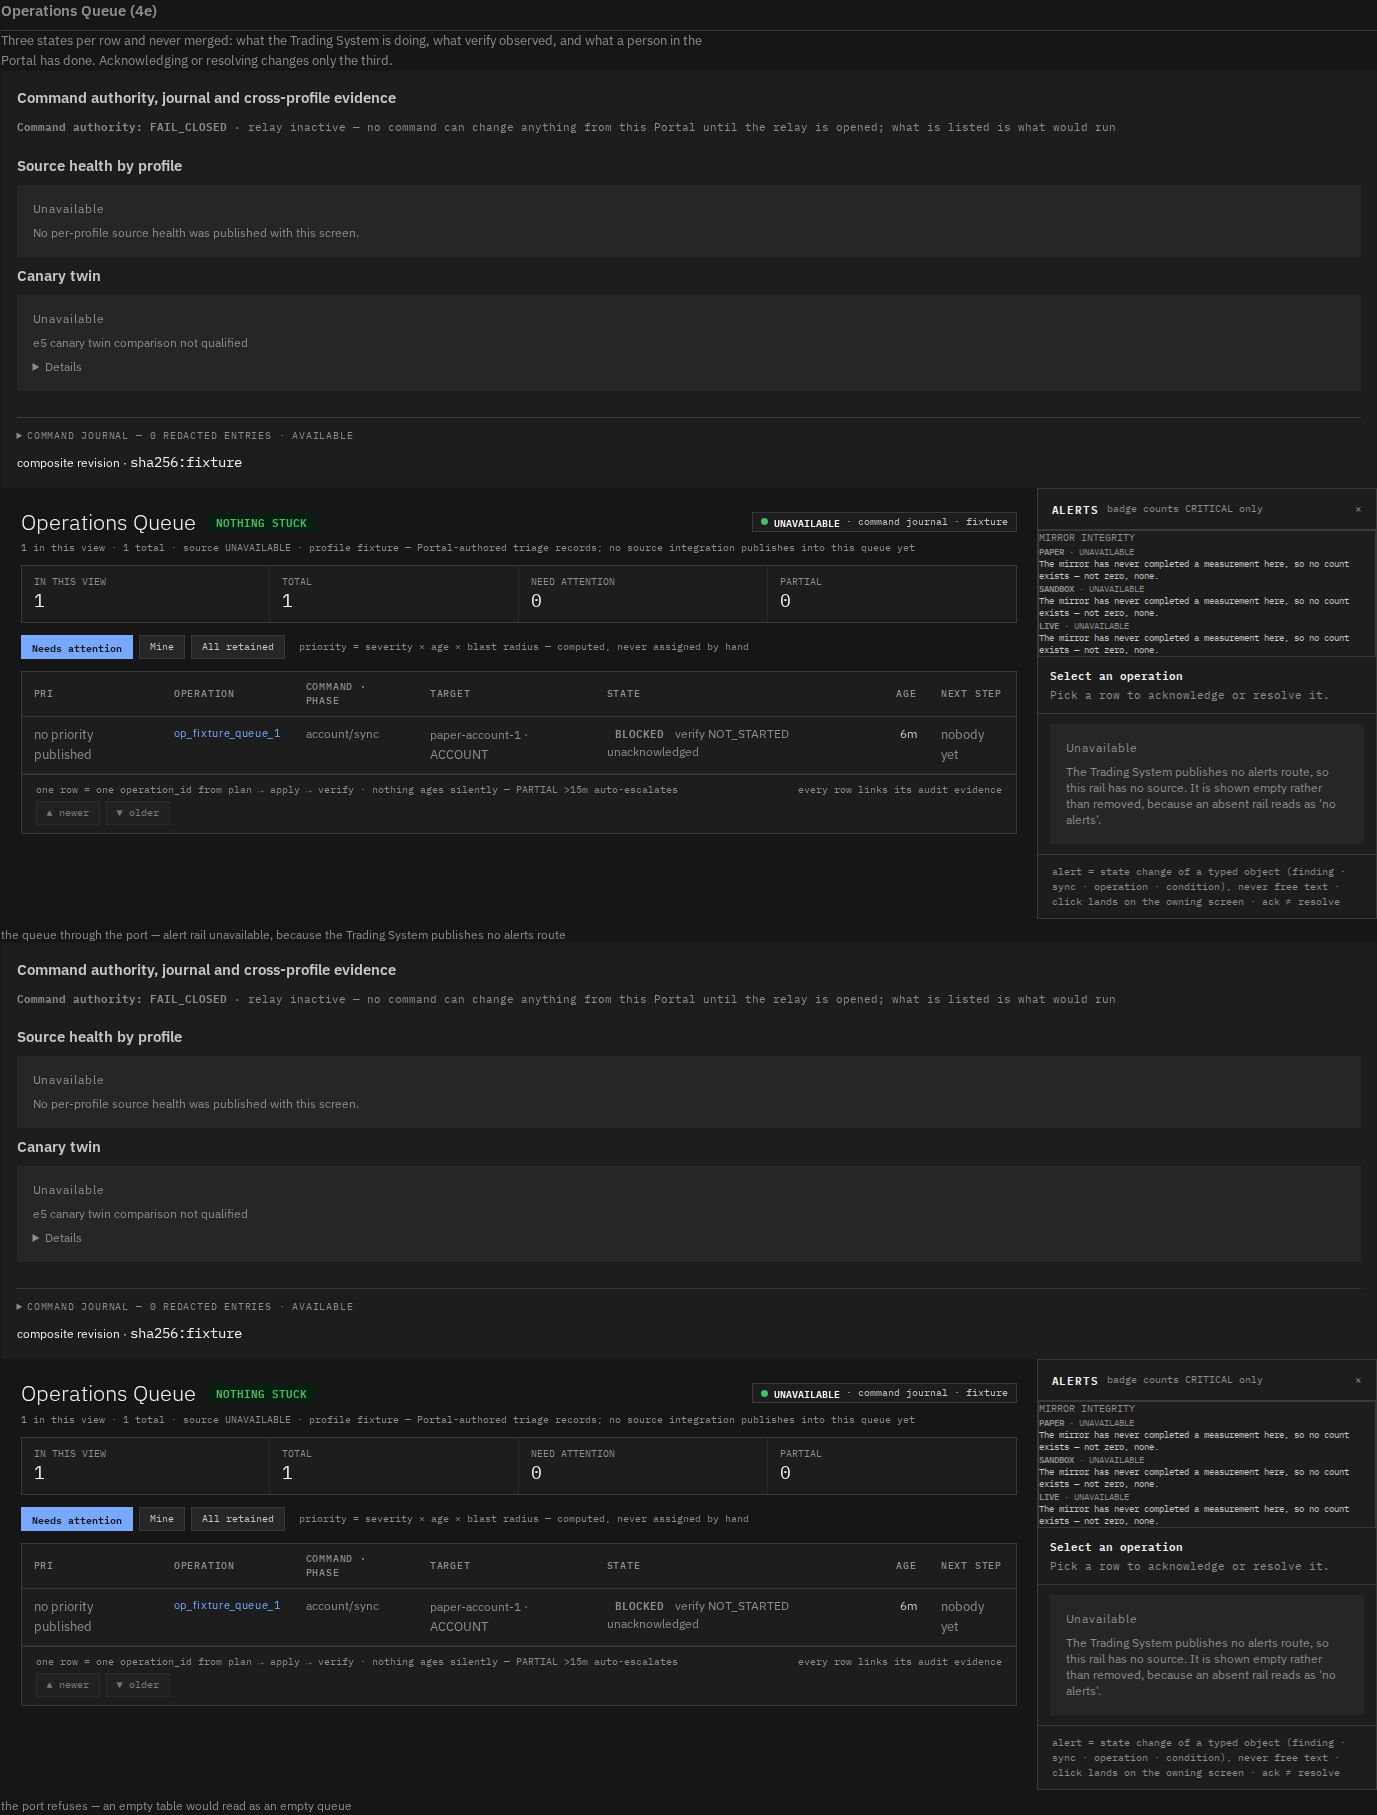 Operations Queue (4e)
Three states per row and never merged: what the Trading System is doing, what verify observed, and what a person in the
Portal has done. Acknowledging or resolving changes only the third.
Command authority, journal and cross-profile evidence
Command authority: FAIL_CLOSED · relay inactive — no command can change anything from this Portal until the relay is opened; what is listed is what would run
Source health by profile
Unavailable
No per-profile source health was published with this screen.
Canary twin
Unavailable
e5 canary twin comparison not qualified
▶ Details
▶ COMMAND JOURNAL — 0 REDACTED ENTRIES · AVAILABLE
composite revision · sha256:fixture
Operations Queue NOTHING STUCK
UNAVAILABLE · command journal · fixture
1 in this view · 1 total · source UNAVAILABLE · profile fixture — Portal-authored triage records; no source integration publishes into this queue yet
IN THIS VIEW TOTAL NEED ATTENTION PARTIAL
1 1 0 0
Needs attention Mine All retained priority = severity × age × blast radius — computed, never assigned by hand
PRI OPERATION COMMAND · TARGET STATE AGE NEXT STEP
PHASE
no priority op_fixture_queue_1 account/sync paper-account-1 · BLOCKED verify NOT_STARTED 6m nobody
published ACCOUNT unacknowledged yet
one row = one operation_id from plan → apply → verify · nothing ages silently — PARTIAL >15m auto-escalates every row links its audit evidence
▲ newer ▼ older
ALERTS badge counts CRITICAL only ×
MIRROR INTEGRITY
PAPER · UNAVAILABLE
The mirror has never completed a measurement here, so no count
exists — not zero, none.
SANDBOX · UNAVAILABLE
The mirror has never completed a measurement here, so no count
exists — not zero, none.
LIVE · UNAVAILABLE
The mirror has never completed a measurement here, so no count
exists — not zero, none.
Select an operation
Pick a row to acknowledge or resolve it.
Unavailable
The Trading System publishes no alerts route, so
this rail has no source. It is shown empty rather
than removed, because an absent rail reads as 'no
alerts'.
alert = state change of a typed object (finding ·
sync · operation · condition), never free text ·
click lands on the owning screen · ack ≠ resolve
the queue through the port — alert rail unavailable, because the Trading System publishes no alerts route
Command authority, journal and cross-profile evidence
Command authority: FAIL_CLOSED · relay inactive — no command can change anything from this Portal until the relay is opened; what is listed is what would run
Source health by profile
Unavailable
No per-profile source health was published with this screen.
Canary twin
Unavailable
e5 canary twin comparison not qualified
▶ Details
▶ COMMAND JOURNAL — 0 REDACTED ENTRIES · AVAILABLE
composite revision · sha256:fixture
Operations Queue NOTHING STUCK
UNAVAILABLE · command journal · fixture
1 in this view · 1 total · source UNAVAILABLE · profile fixture — Portal-authored triage records; no source integration publishes into this queue yet
IN THIS VIEW TOTAL NEED ATTENTION PARTIAL
1 1 0 0
Needs attention Mine All retained priority = severity × age × blast radius — computed, never assigned by hand
PRI OPERATION COMMAND · TARGET STATE AGE NEXT STEP
PHASE
no priority op_fixture_queue_1 account/sync paper-account-1 · BLOCKED verify NOT_STARTED 6m nobody
published ACCOUNT unacknowledged yet
one row = one operation_id from plan → apply → verify · nothing ages silently — PARTIAL >15m auto-escalates every row links its audit evidence
▲ newer ▼ older
ALERTS badge counts CRITICAL only ×
MIRROR INTEGRITY
PAPER · UNAVAILABLE
The mirror has never completed a measurement here, so no count
exists — not zero, none.
SANDBOX · UNAVAILABLE
The mirror has never completed a measurement here, so no count
exists — not zero, none.
LIVE · UNAVAILABLE
The mirror has never completed a measurement here, so no count
exists — not zero, none.
Select an operation
Pick a row to acknowledge or resolve it.
Unavailable
The Trading System publishes no alerts route, so
this rail has no source. It is shown empty rather
than removed, because an absent rail reads as 'no
alerts'.
alert = state change of a typed object (finding ·
sync · operation · condition), never free text ·
click lands on the owning screen · ack ≠ resolve
the port refuses — an empty table would read as an empty queue